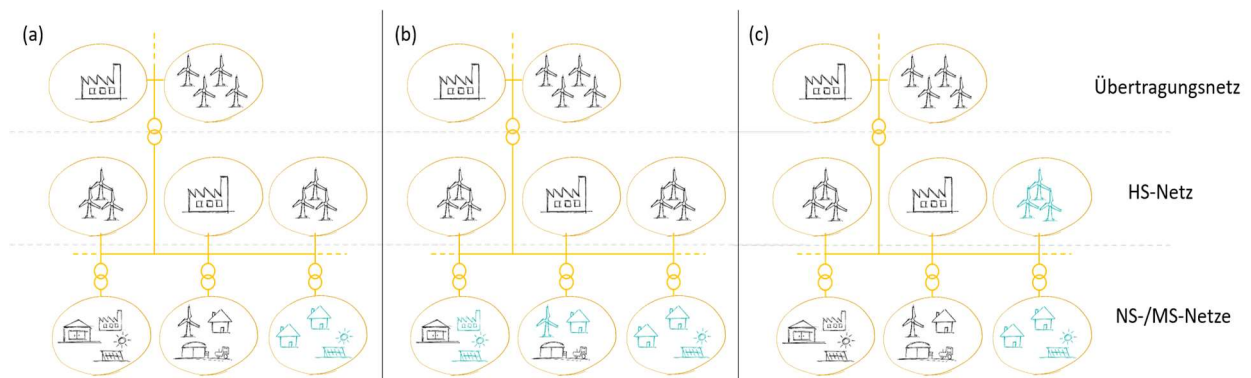 (a)
(b)
(c)
Übertragungsnetz
HS-Netz
NS-/MS-Netze